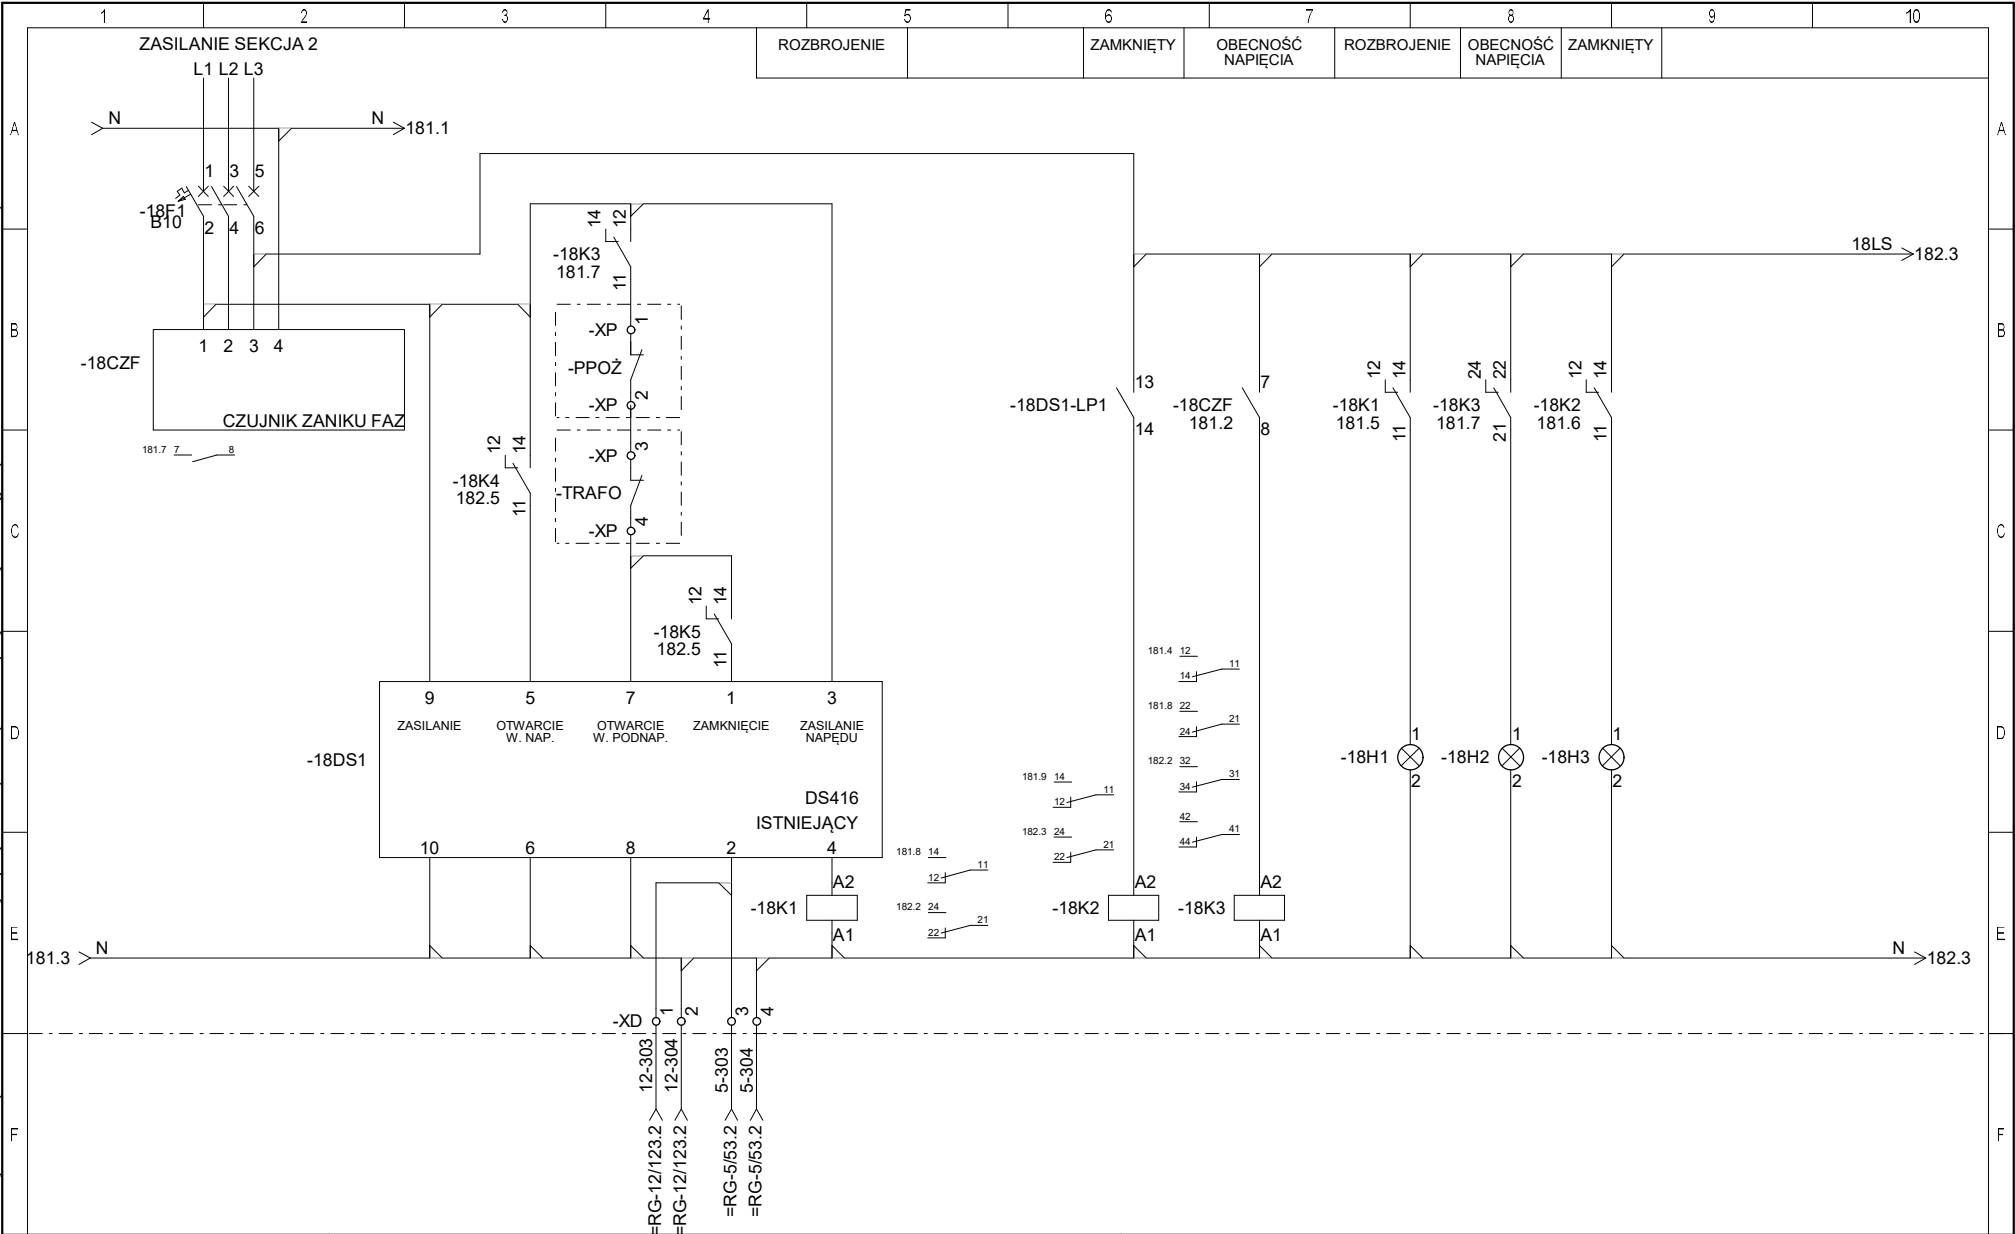 1 2 3 4 5 6 7 8 9 10
ZASILANIE SEKCJA 2
L1 L2 L3
ROZBROJENIE
ZAMKNIĘTY
OBECNOŚĆ
NAPIĘCIA
ROZBROJENIE
OBECNOŚĆ
NAPIĘCIA
ZAMKNIĘTY
A
N
N
181.1
A
1 3 5
-18F1
B10
2 4 6
14 12
-18K3
181.7
11
18LS
182.3
B
-XP 1
-PPOŻ
-XP 2
B
-18CZF
1 2 3 4
CZUJNIK ZANIKU FAZ
181.7 7 8
-18DS1-LP1
13
14
-18CZF
181.2
7
8
12 14
-18K1
181.5
11
24 22
-18K3
181.7
21
12 14
-18K2
181.6
11
12 14
-18K4
182.5
11
-XP 3
-TRAFO
-XP 4
C
C
12 14
-18K5
182.5
11
181.4 12
11
14
181.8 22
21
24
182.2 32
31
34
42
41
44
9 5 7 1 3
ZASILANIE
OTWARCIE
W. NAP.
OTWARCIE
W. PODNAP.
ZAMKNIĘCIE
ZASILANIE
NAPĘDU
D
D
-18DS1
DS416
ISTNIEJĄCY
10 6 8 2 4
1
-18H1
2
1
-18H2
2
1
-18H3
2
181.9 14
11
12
182.3 24
21
22
181.8 14
11
12
182.2 24
21
22
A2
-18K1
A1
A2
-18K2
A1
A2
-18K3
A1
E
E
181.3
N
N
182.3
-XD 1 2 3 4
12-303
12-304
5-303
5-304
F
F
=RG-12/123.2
=RG-12/123.2
=RG-5/53.2
=RG-5/53.2